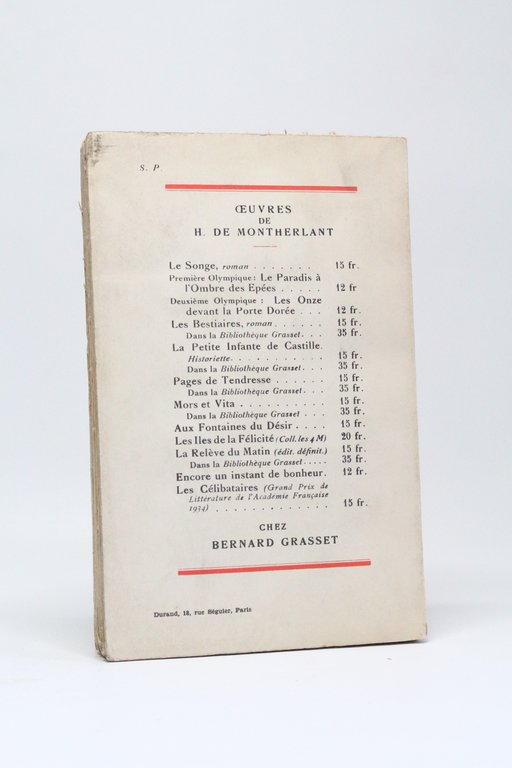 S. P.
ŒUVRES
DE
H. DE MONTHERLANT
Le Songe, roman . . . . . . . 15 fr.
Première Olympique : Le Paradis à
l'Ombre des Epées . . . . . 12 fr
Deuxième Olympique : Les Onze
devant la Porte Dorée . . . 12 fr.
Les Bestiaires, roman . . . . . . 15 fr.
Dans la Bibliothèque Grasset . . . 35 fr.
La Petite Infante de Castille.
Historiette. . . . . . . . . . . . 15 fr.
Dans la Bibliothèque Grasset . . . 35 fr.
Pages de Tendresse . . . . . . 15 fr.
Dans la Bibliothèque Grasset . . . 35 fr.
Mors et Vita . . . . . . . . . . 15 fr.
Dans la Bibliothèque Grasset . . . 35 fr.
Aux Fontaines du Désir . . . . 15 fr.
Les Iles de la Félicité (Coll. les 4 M) 20 fr.
La Relève du Matin (édit. définit.) 15 fr.
Dans la Bibliothèque Grasset . . . . . 35 fr.
Encore un instant de bonheur. 12 fr.
Les Célibataires (Grand Prix de
Littérature de l'Académie Française
1934) . . . . . . . . . . . . . 15 fr.
CHEZ
BERNARD GRASSET
Durand, 18, rue Séguier, Paris